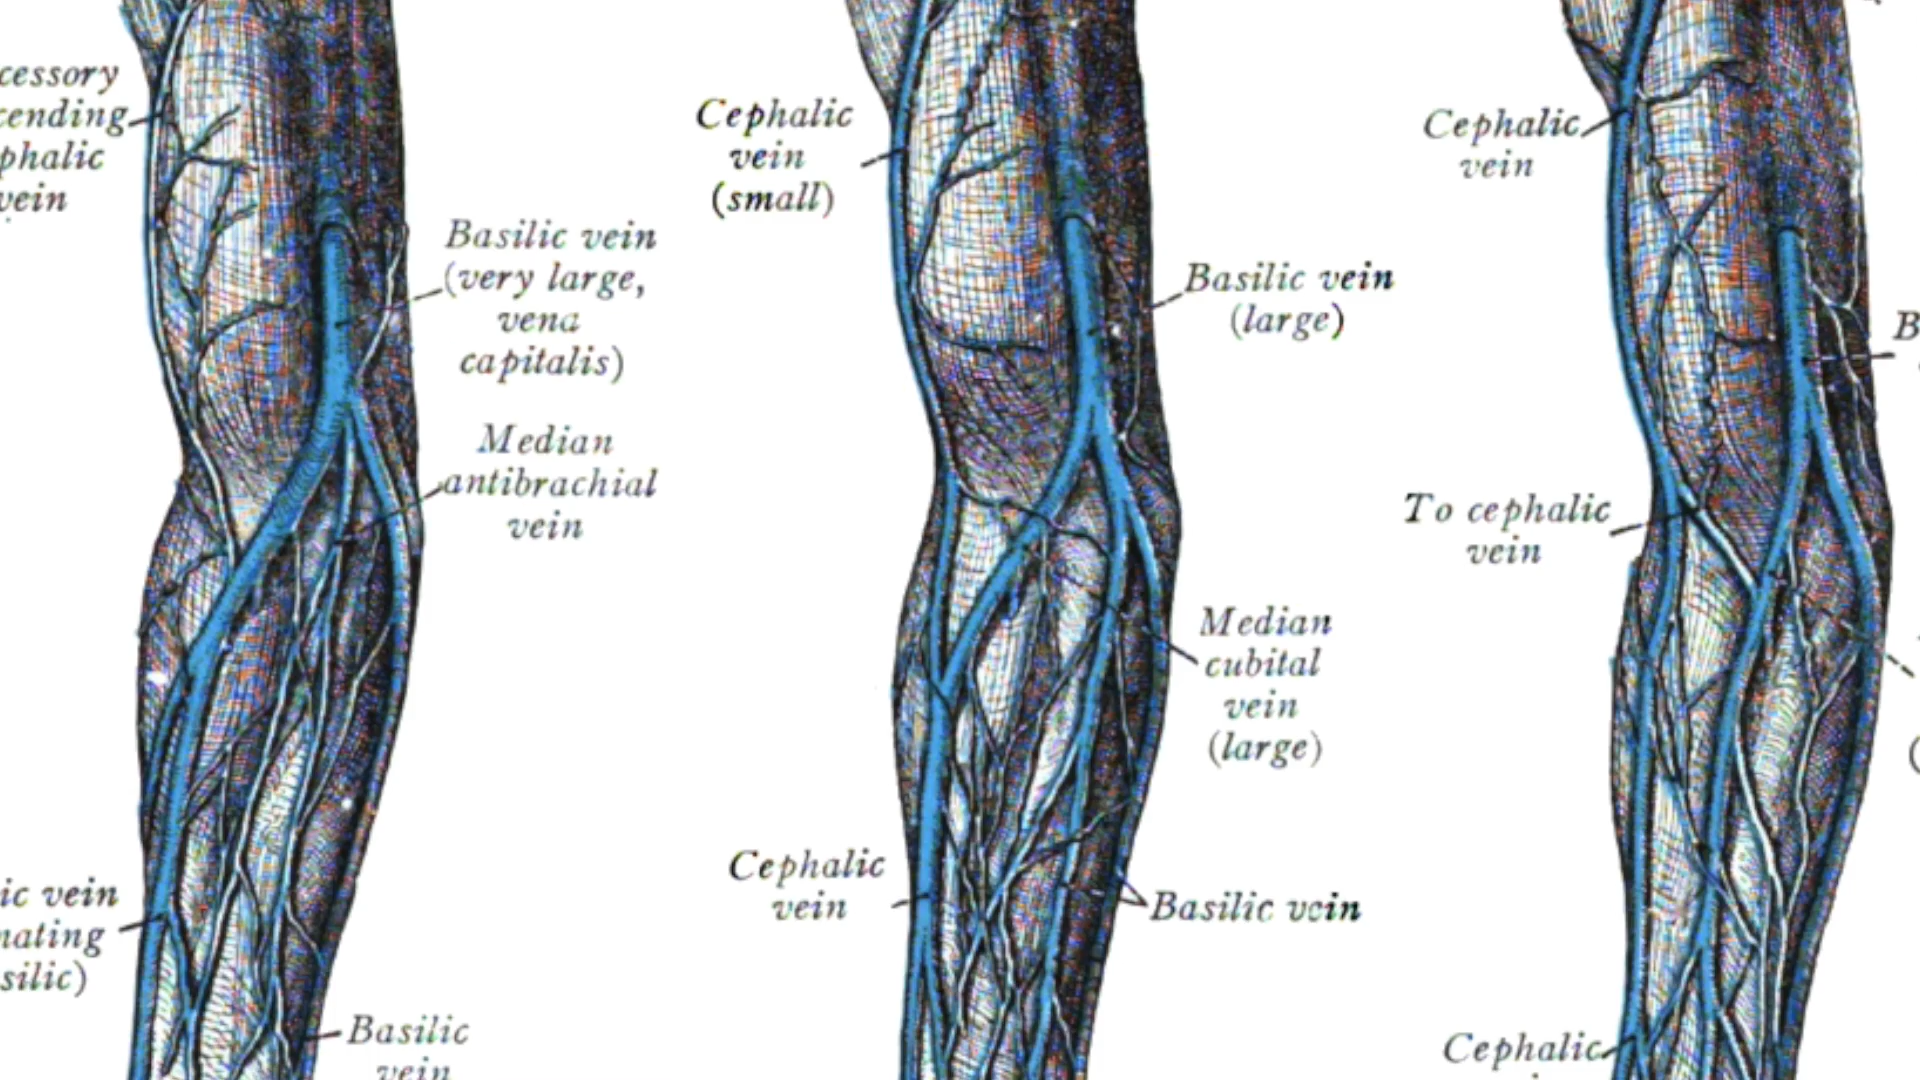 cessory
cending
phalic
vein
Basilic vein
(very large,
vena
capitalis)
Median
antibrachial
vein
ic vein
nating
silic)
Basilic
vein
Cephalic
vein
(small)
Basilic vein
(large)
Median
cubital
vein
(large)
Cephalic
vein
Basilic vein
Cephalic
vein
B
To cephalic
vein
(
Cephalic